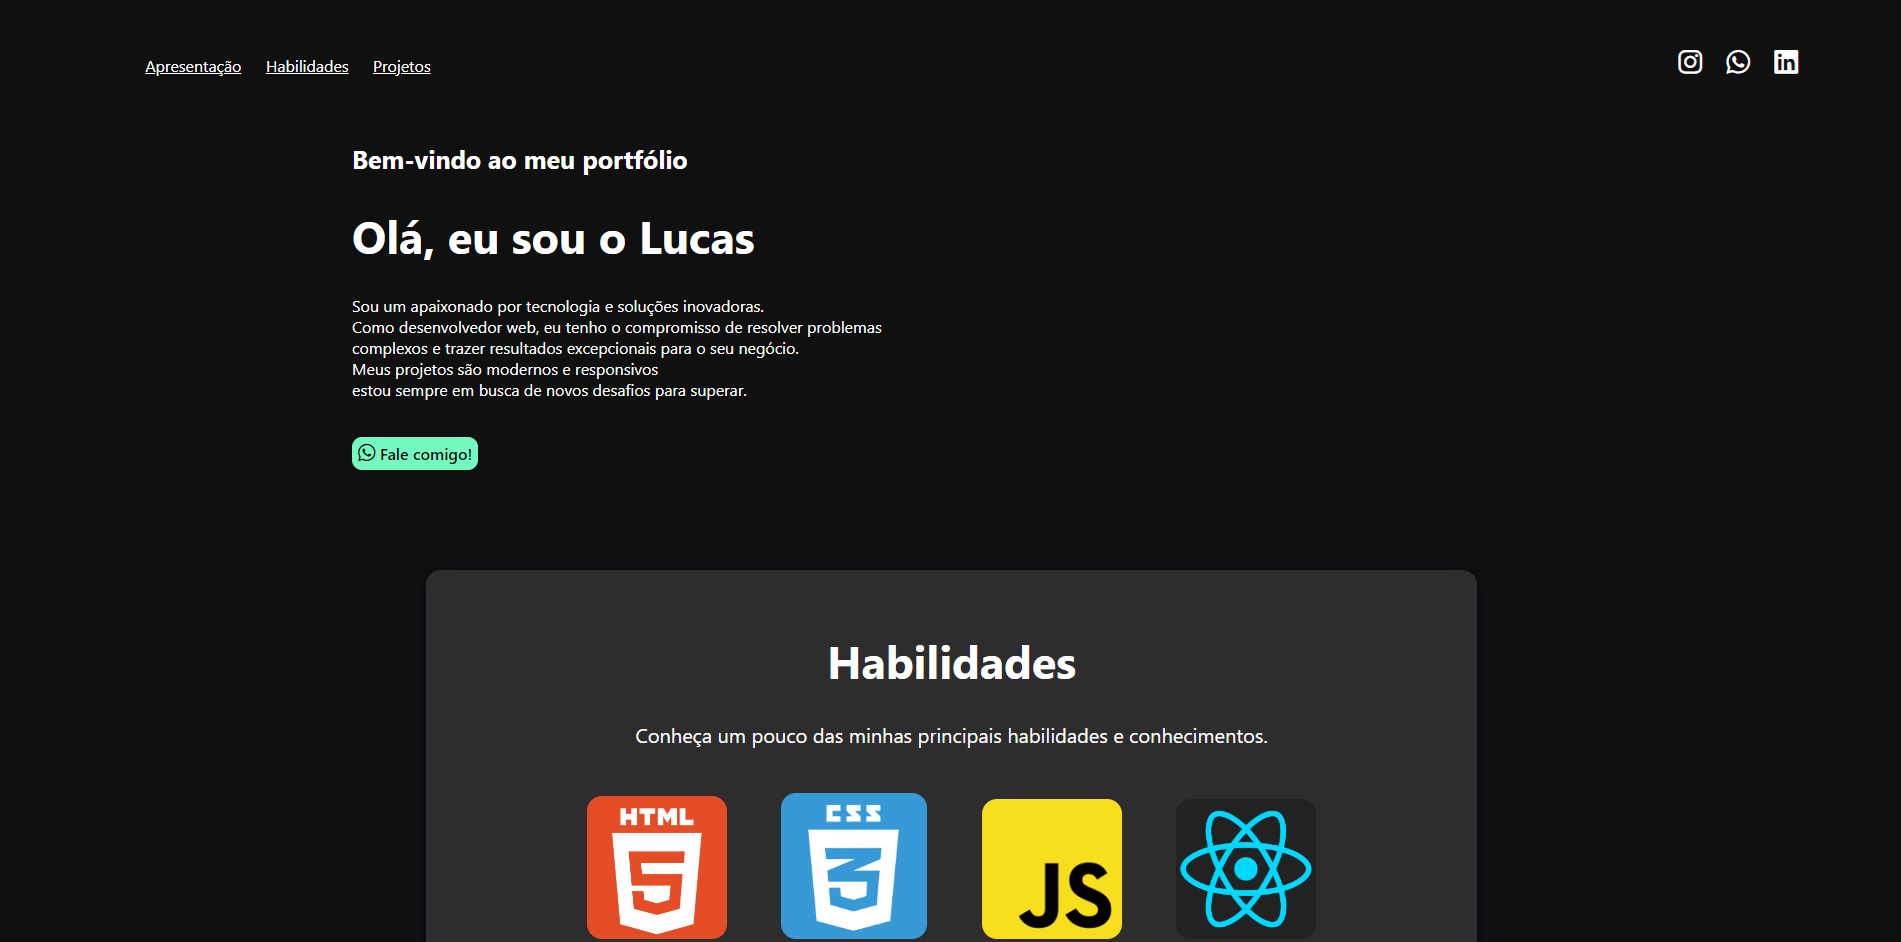 Apresentação Habilidades Projetos
Bem-vindo ao meu portfólio
Olá, eu sou o Lucas
Sou um apaixonado por tecnologia e soluções inovadoras.
Como desenvolvedor web, eu tenho o compromisso de resolver problemas
complexos e trazer resultados excepcionais para o seu negócio.
Meus projetos são modernos e responsivos
estou sempre em busca de novos desafios para superar.
Fale comigo!
Habilidades
Conheça um pouco das minhas principais habilidades e conhecimentos.
HTML CSS
5 3 JS